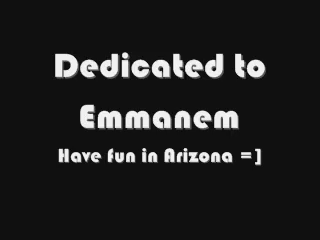 Dedicated to
Emmanem
Have fun in Arizona =]